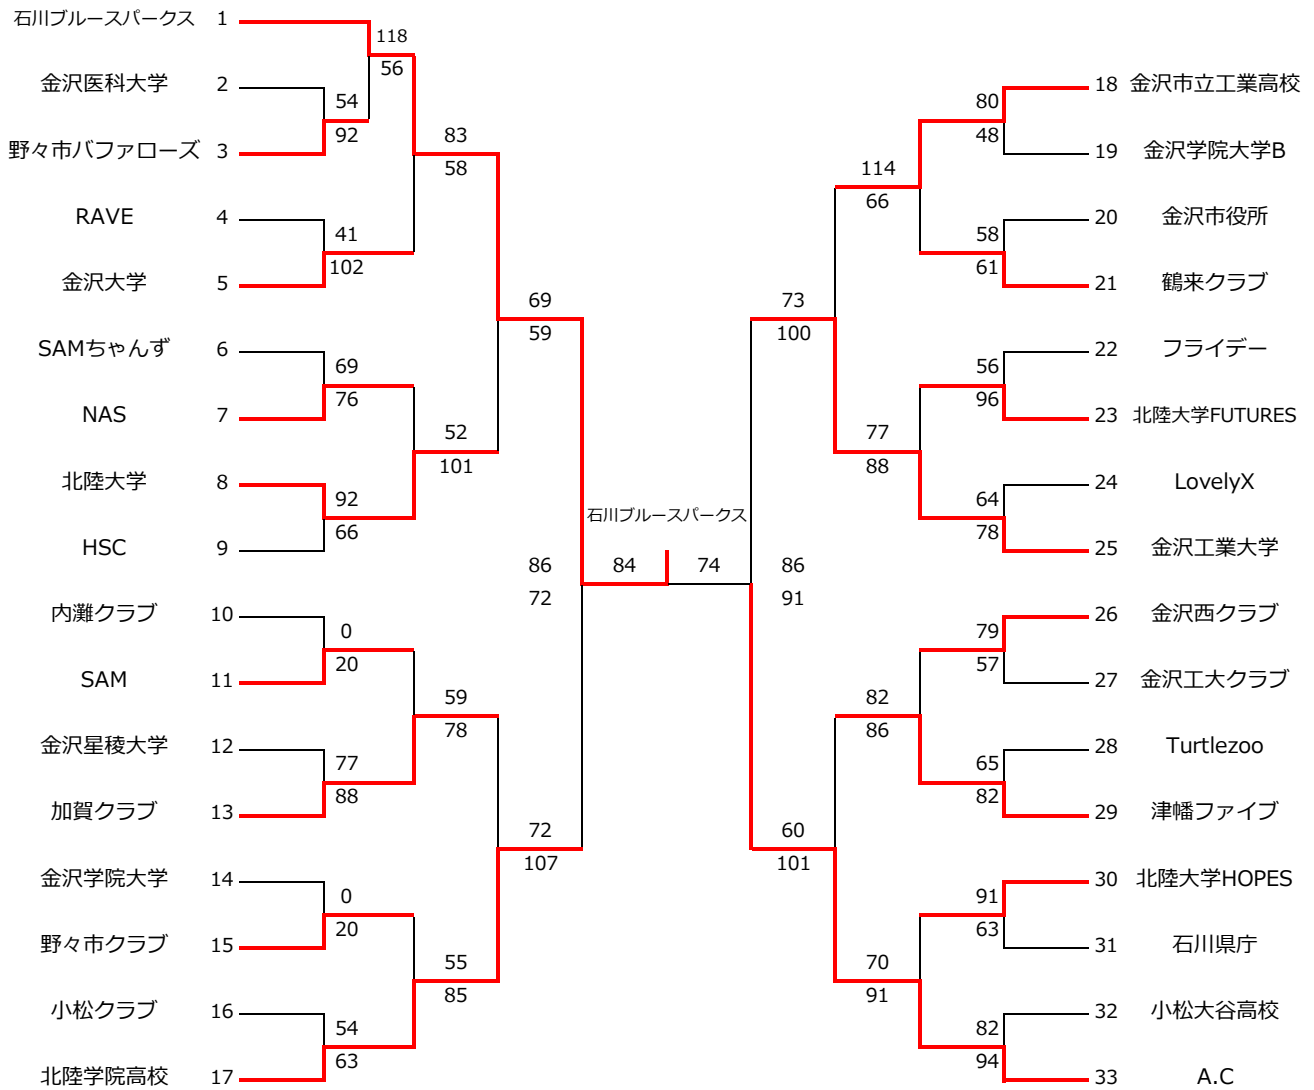 石川ブルースパークス 1
金沢医科大学 2
野々市バファローズ 3
RAVE 4
金沢大学 5
SAMちゃんず 6
NAS 7
北陸大学 8
HSC 9
内灘クラブ 10
SAM 11
金沢星稜大学 12
加賀クラブ 13
金沢学院大学 14
野々市クラブ 15
小松クラブ 16
北陸学院高校 17
118
56
54
92
83
58
41
102
69
59
69
76
52
101
92
66
86
72
0
20
59
78
77
88
72
107
0
20
55
85
54
63
石川ブルースパークス
84 74
80
48
114
66
58
61
73
100
56
96
77
88
64
78
86
91
79
57
82
86
65
82
60
101
91
63
70
91
82
94
18 金沢市立工業高校
19 金沢学院大学B
20 金沢市役所
21 鶴来クラブ
22 フライデー
23 北陸大学FUTURES
24 LovelyX
25 金沢工業大学
26 金沢西クラブ
27 金沢工大クラブ
28 Turtlezoo
29 津幡ファイブ
30 北陸大学HOPES
31 石川県庁
32 小松大谷高校
33 A.C